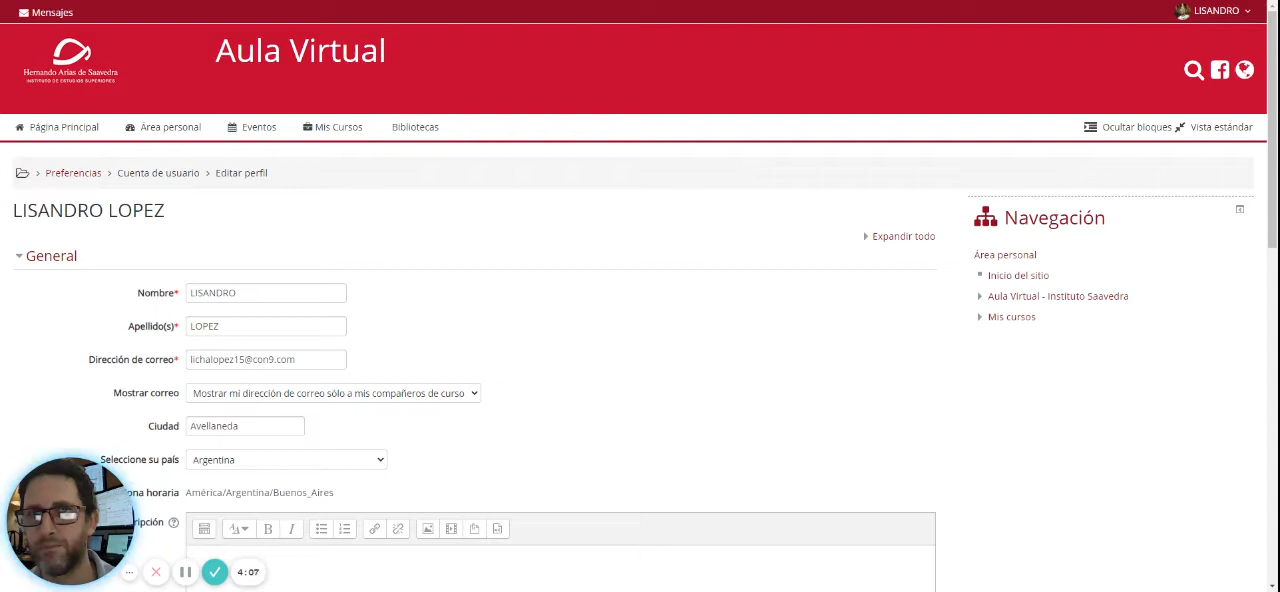 Mensajes
LISANDRO
Hernando Arias de Saavedra
INSTITUTO DE ESTUDIOS SUPERIORES
Aula Virtual
Página Principal
Área personal
Eventos
Mis Cursos
Bibliotecas
Ocultar bloques
Vista estándar
Preferencias > Cuenta de usuario > Editar perfil
LISANDRO LOPEZ
Expandir todo
General
Nombre* LISANDRO
Apellido(s)* LOPEZ
Dirección de correo* lichalopez15@con9.com
Mostrar correo Mostrar mi dirección de correo sólo a mis compañeros de curso
Ciudad Avellaneda
Seleccione su país Argentina
ona horaria América/Argentina/Buenos_Aires
ripción
B I
4:07
Navegación
Área personal
Inicio del sitio
Aula Virtual - Instituto Saavedra
Mis cursos